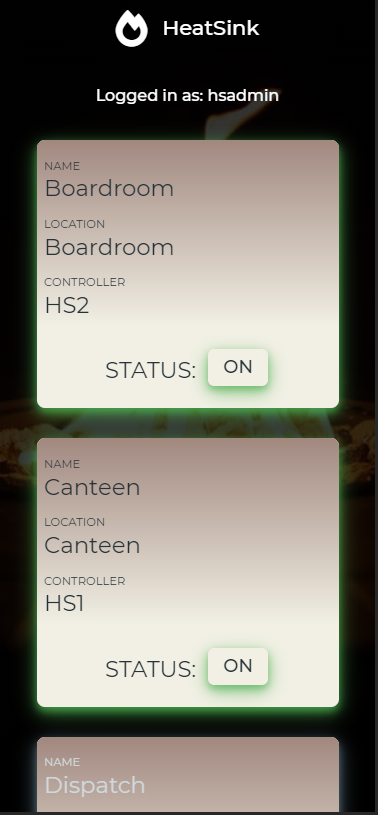 HeatSink
Logged in as: hsadmin
NAME
Boardroom
LOCATION
Boardroom
CONTROLLER
HS2
STATUS: ON
NAME
Canteen
LOCATION
Canteen
CONTROLLER
HS1
STATUS: ON
NAME
Dispatch